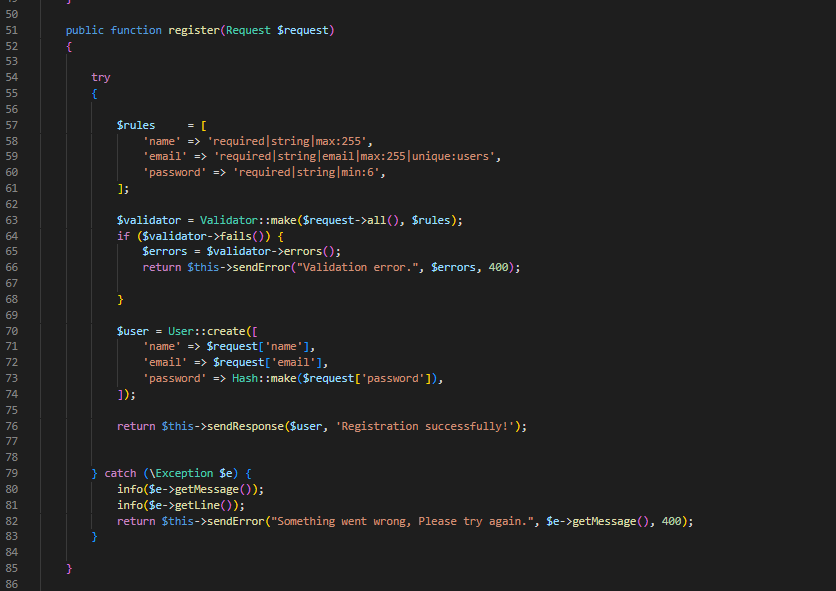 50
51 public function register(Request $request)
52 {
53
54 try
55 {
56
57 $rules     = [
58 'name' => 'required|string|max:255',
59 'email' => 'required|string|email|max:255|unique:users',
60 'password' => 'required|string|min:6',
61 ];
62
63 $validator = Validator::make($request->all(), $rules);
64 if ($validator->fails()) {
65 $errors = $validator->errors();
66 return $this->sendError("Validation error.", $errors, 400);
67
68 }
69
70 $user = User::create([
71 'name' => $request['name'],
72 'email' => $request['email'],
73 'password' => Hash::make($request['password']),
74 ]);
75
76 return $this->sendResponse($user, 'Registration successfully!');
77
78
79 } catch (\Exception $e) {
80 info($e->getMessage());
81 info($e->getLine());
82 return $this->sendError("Something went wrong, Please try again.", $e->getMessage(), 400);
83 }
84
85 }
86